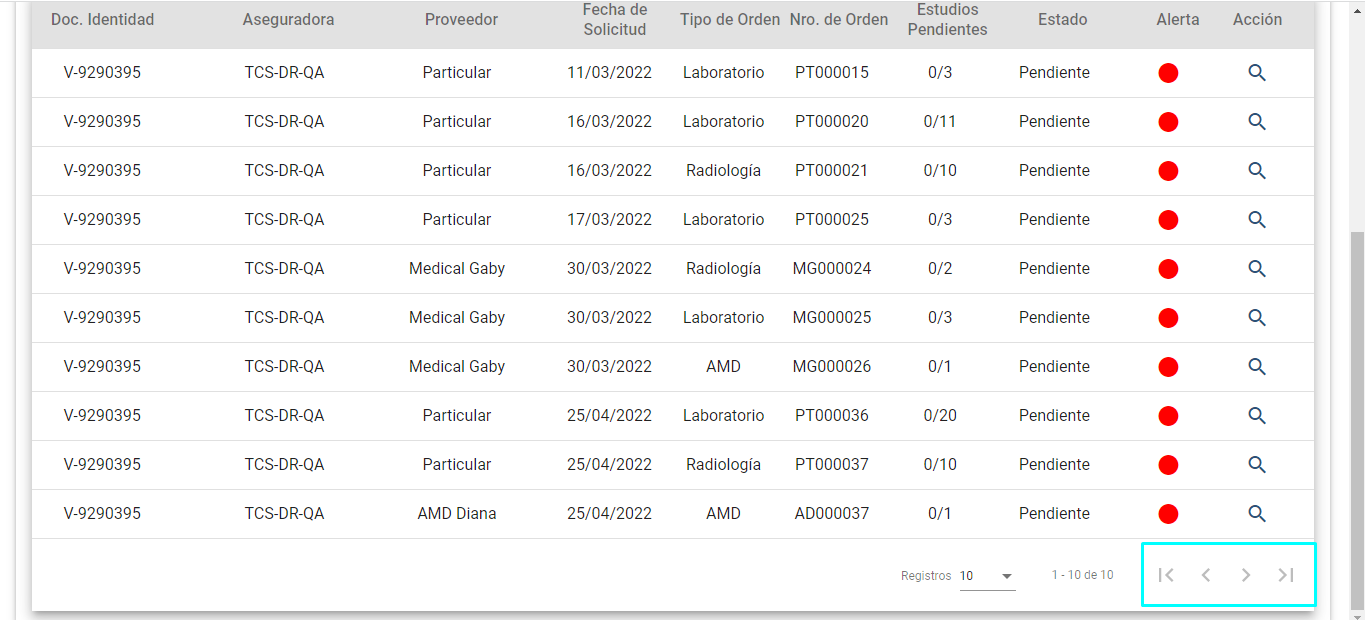 Doc. Identidad Aseguradora Proveedor Fecha de Solicitud Tipo de Orden Nro. de Orden Estudios Pendientes Estado Alerta Acción
V-9290395 TCS-DR-QA Particular 11/03/2022 Laboratorio PT000015 0/3 Pendiente
V-9290395 TCS-DR-QA Particular 16/03/2022 Laboratorio PT000020 0/11 Pendiente
V-9290395 TCS-DR-QA Particular 16/03/2022 Radiología PT000021 0/10 Pendiente
V-9290395 TCS-DR-QA Particular 17/03/2022 Laboratorio PT000025 0/3 Pendiente
V-9290395 TCS-DR-QA Medical Gaby 30/03/2022 Radiología MG000024 0/2 Pendiente
V-9290395 TCS-DR-QA Medical Gaby 30/03/2022 Laboratorio MG000025 0/3 Pendiente
V-9290395 TCS-DR-QA Medical Gaby 30/03/2022 AMD MG000026 0/1 Pendiente
V-9290395 TCS-DR-QA Particular 25/04/2022 Laboratorio PT000036 0/20 Pendiente
V-9290395 TCS-DR-QA Particular 25/04/2022 Radiología PT000037 0/10 Pendiente
V-9290395 TCS-DR-QA AMD Diana 25/04/2022 AMD AD000037 0/1 Pendiente
Registros 10 1 - 10 de 10